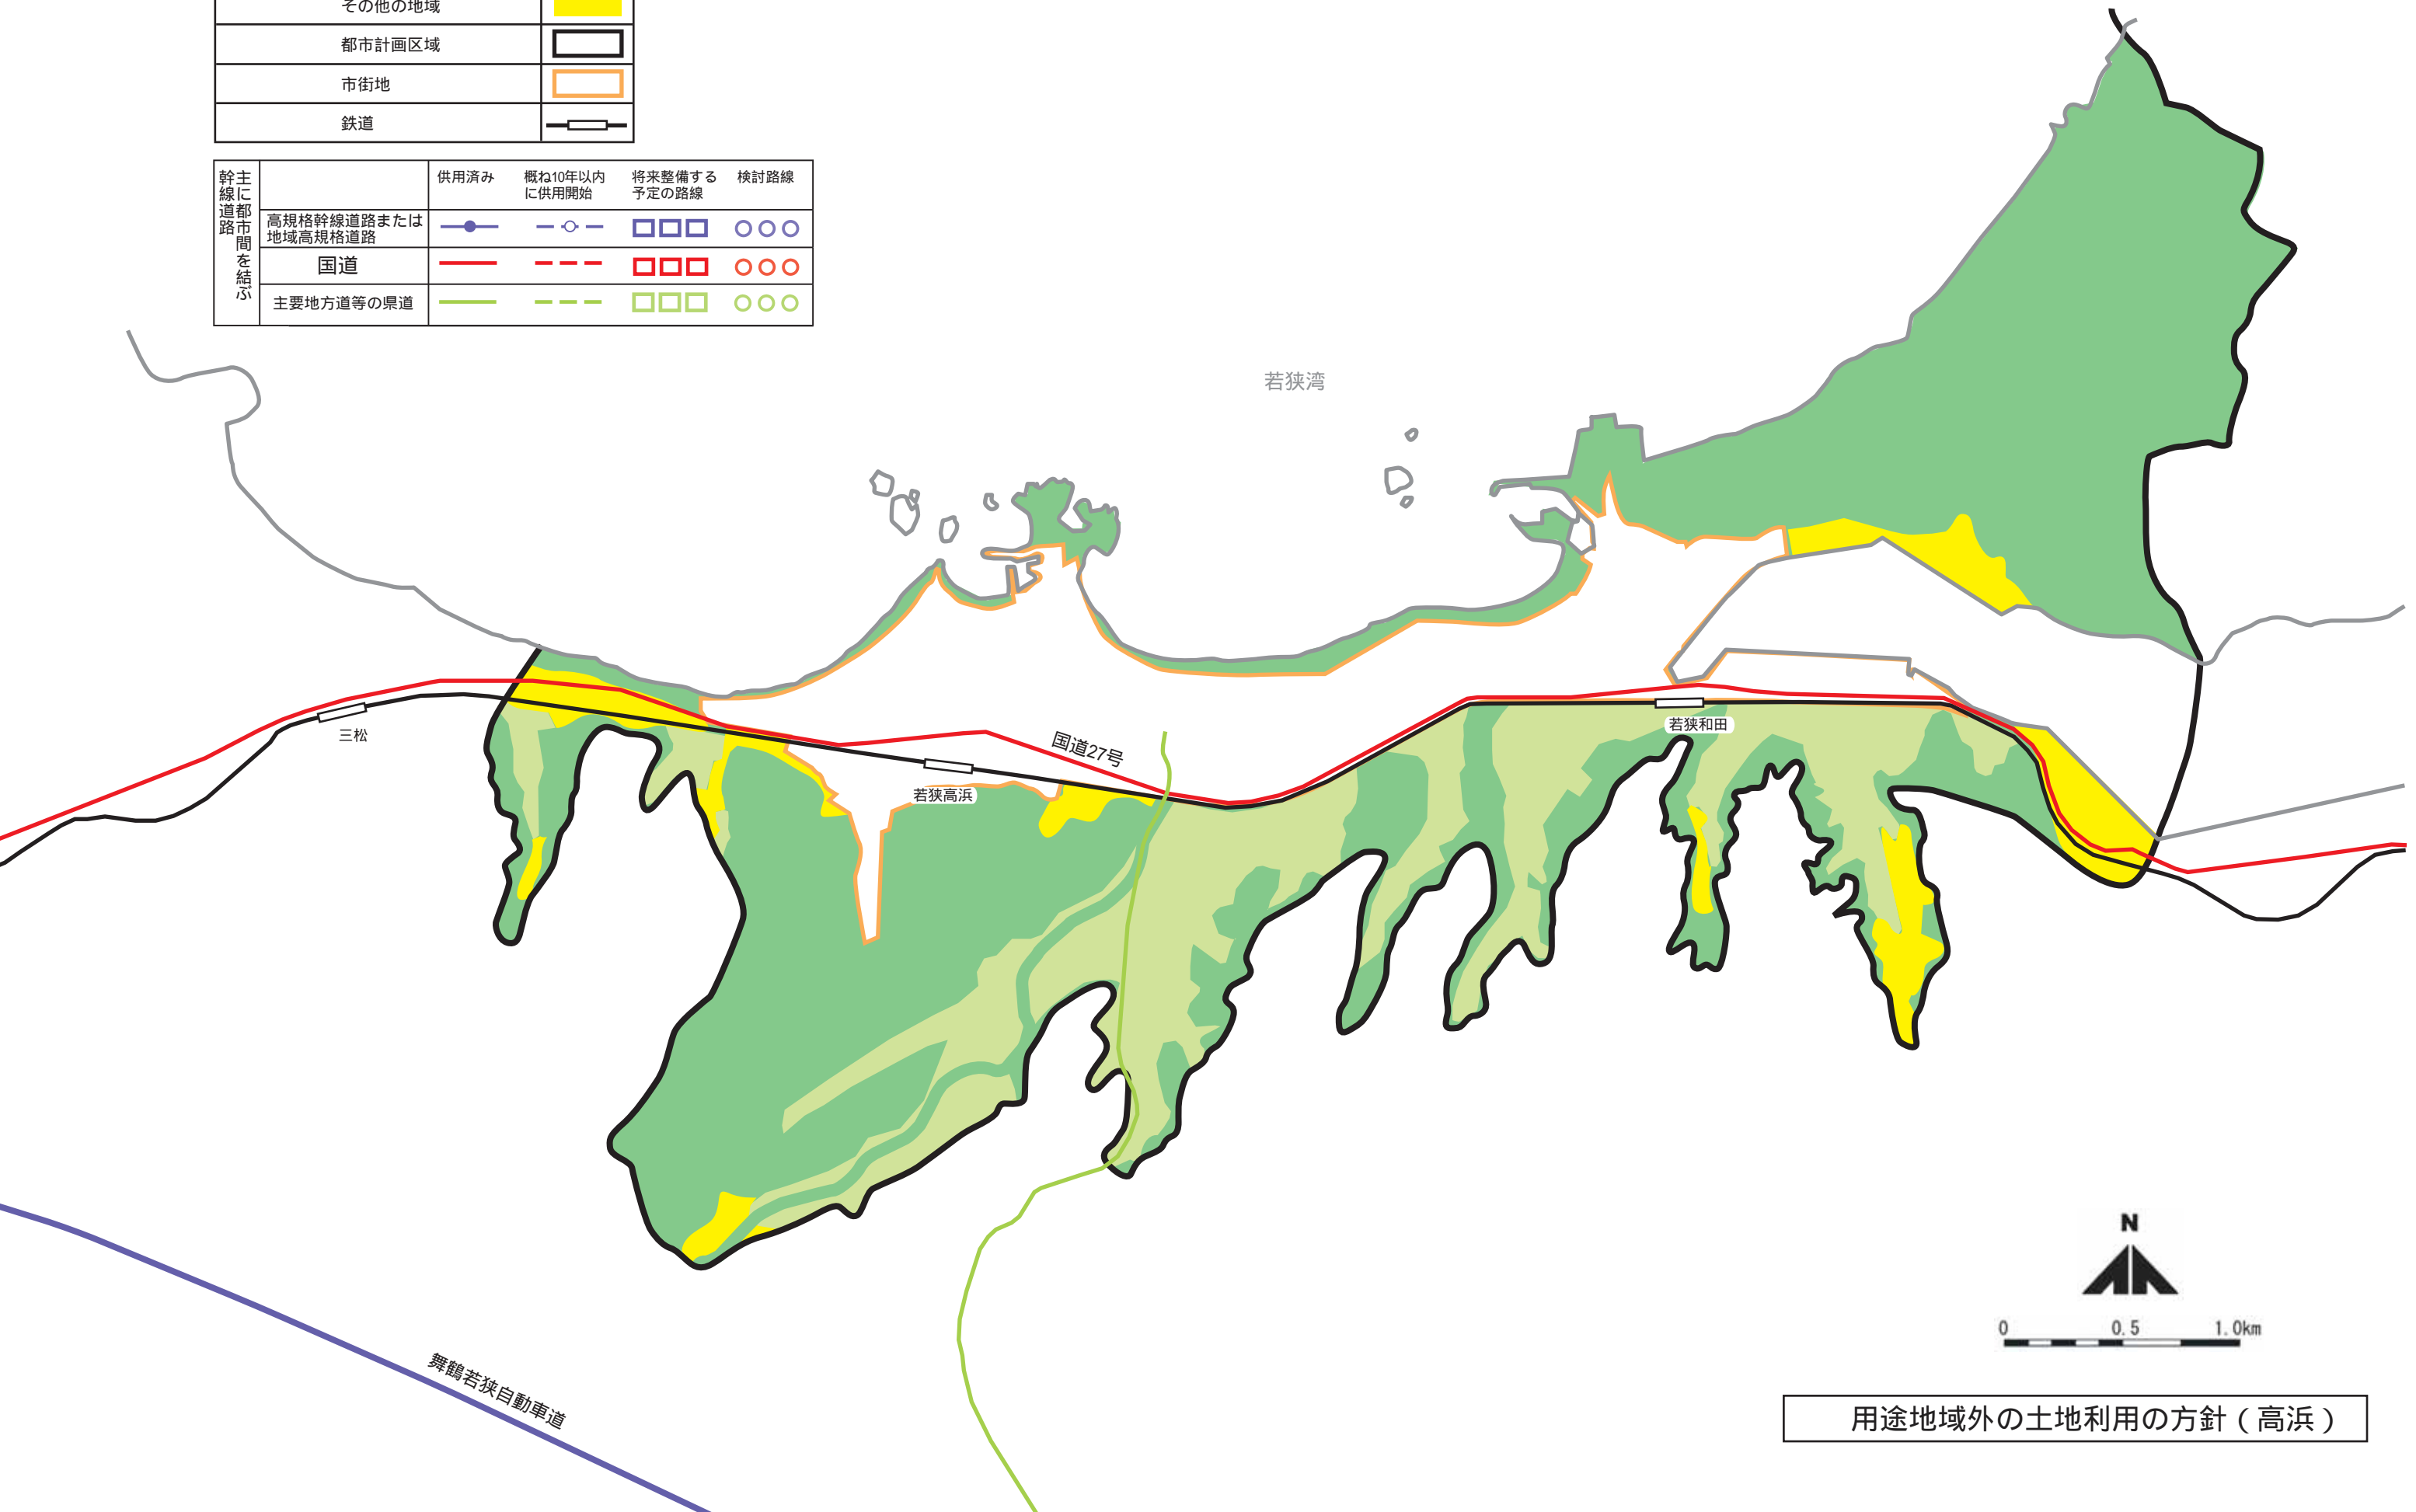 その他の地域
都市計画区域
市街地
鉄道
主に都市間を結ぶ
幹線道路
供用済み
概ね10年以内
に供用開始
将来整備する
予定の路線
検討路線
高規格幹線道路または
地域高規格道路
国道
主要地方道等の県道
若狭湾
三松
若狭高浜
国道27号
若狭和田
舞鶴若狭自動車道
N
0 0.5 1.0km
用途地域外の土地利用の方針（高浜）